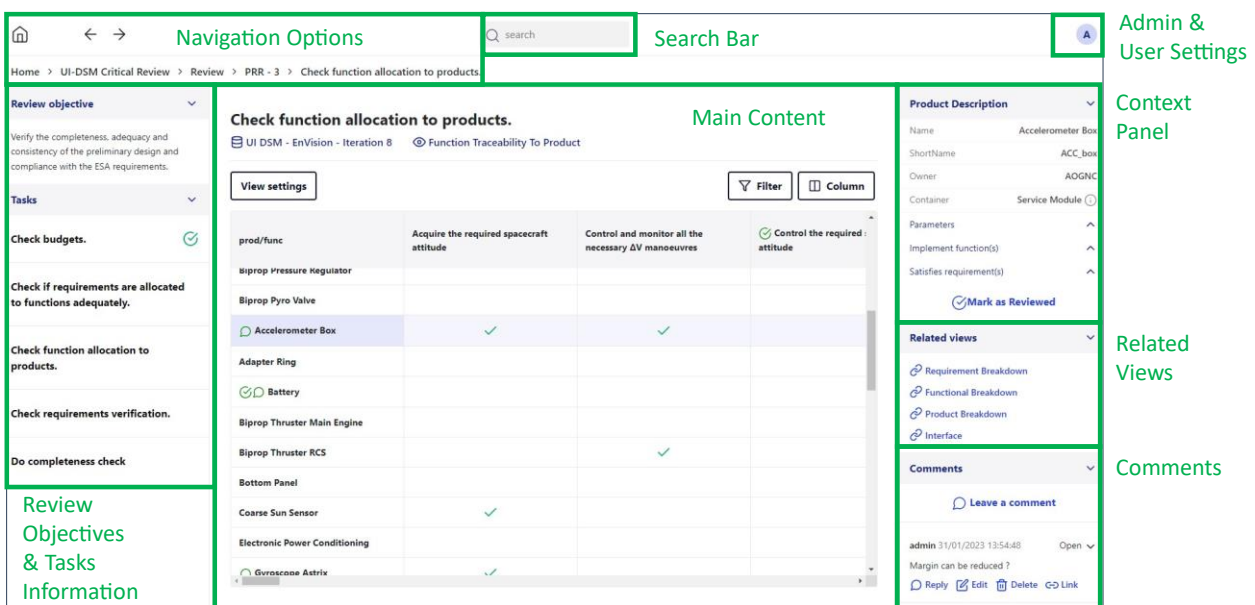 Navigation Options
search
Search Bar
A
Admin &
User Settings
Home > UI-DSM Critical Review > Review > PRR - 3 > Check function allocation to products.
Review objective
Verify the completeness, adequacy and
consistency of the preliminary design and
compliance with the ESA requirements.
Tasks
Check budgets.
Check if requirements are allocated
to functions adequately.
Check function allocation to
products.
Check requirements verification.
Do completeness check
Review
Objectives
& Tasks
Information
Main Content
Check function allocation to products.
UI DSM - EnVision - Iteration 8
Function Traceability To Product
View settings
Filter
Column
prod/func
Acquire the required spacecraft
attitude
Control and monitor all the
necessary ΔV manoeuvres
Control the required
attitude
Biprop Pressure Regulator
Biprop Pyro Valve
Accelerometer Box
Adapter Ring
Battery
Biprop Thruster Main Engine
Biprop Thruster RCS
Bottom Panel
Coarse Sun Sensor
Electronic Power Conditioning
Gyroscope Astrix
Product Description
Name Accelerometer Box
ShortName ACC_box
Owner AOGNC
Container Service Module
Parameters
Implement function(s)
Satisfies requirement(s)
Mark as Reviewed
Context
Panel
Related views
Requirement Breakdown
Functional Breakdown
Product Breakdown
Interface
Related
Views
Comments
Leave a comment
admin 31/01/2023 13:54:48 Open
Margin can be reduced ?
Reply Edit Delete Link
Comments